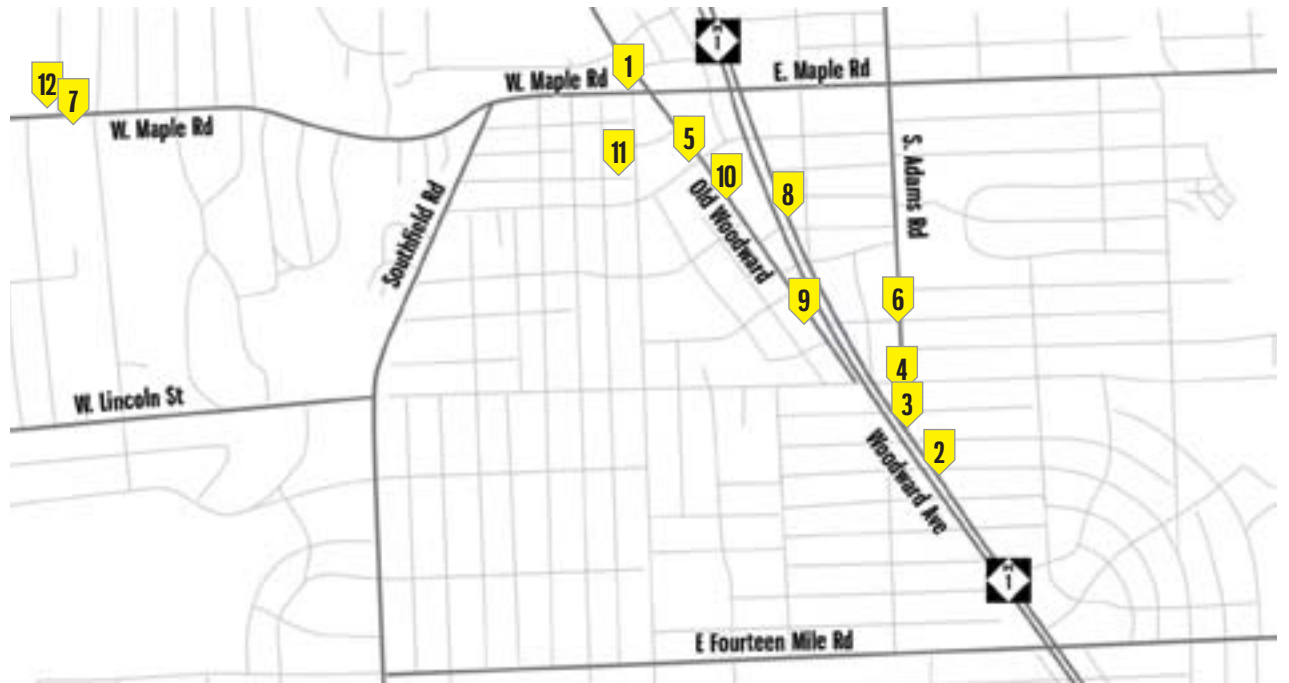 M
1
W. Maple Rd
1
E. Maple Rd
12
7
W. Maple Rd
5
11
10
8
S. Adams Rd
Southfield Rd
Old Woodward
9
6
4
3
W. Lincoln St
2
Woodward Ave
M
1
E Fourteen Mile Rd